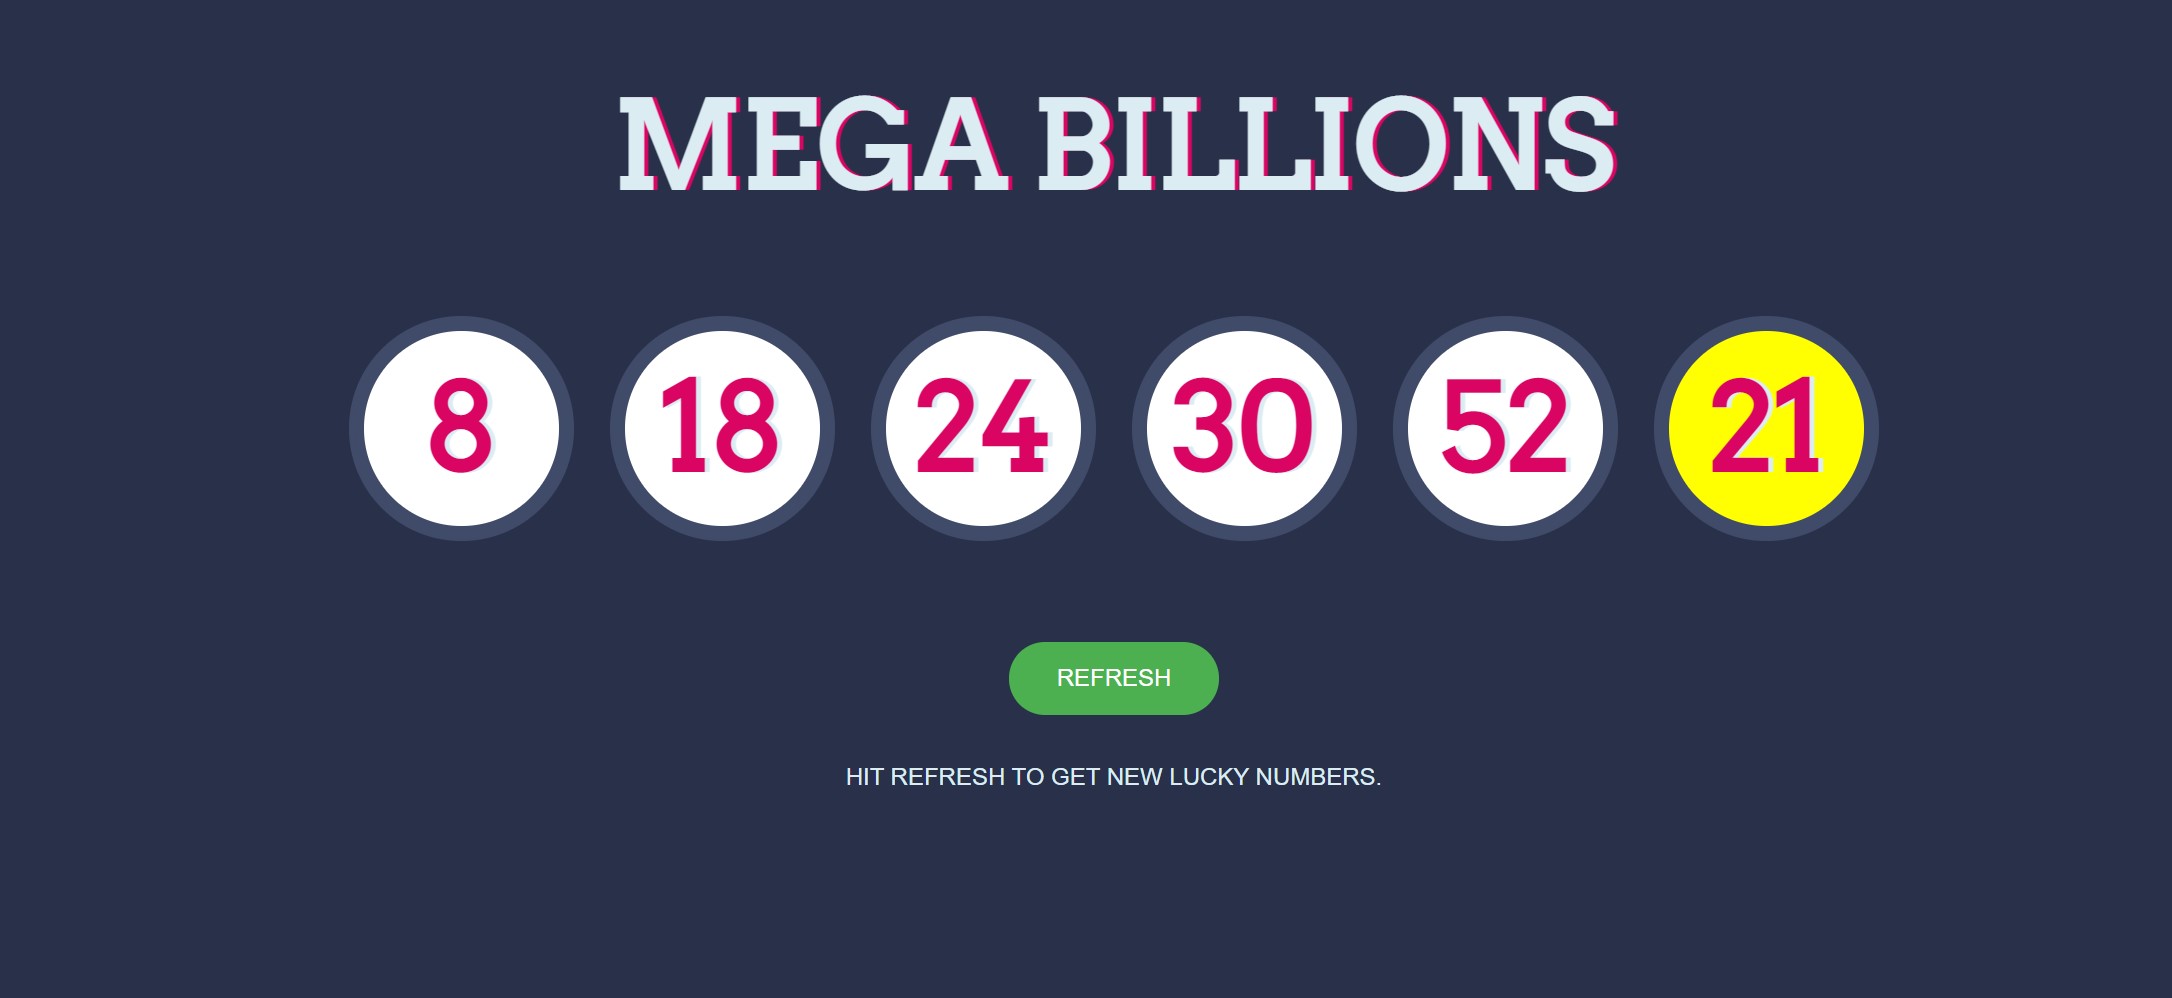 MEGA BILLIONS
8 18 24 30 52 21
REFRESH
HIT REFRESH TO GET NEW LUCKY NUMBERS.